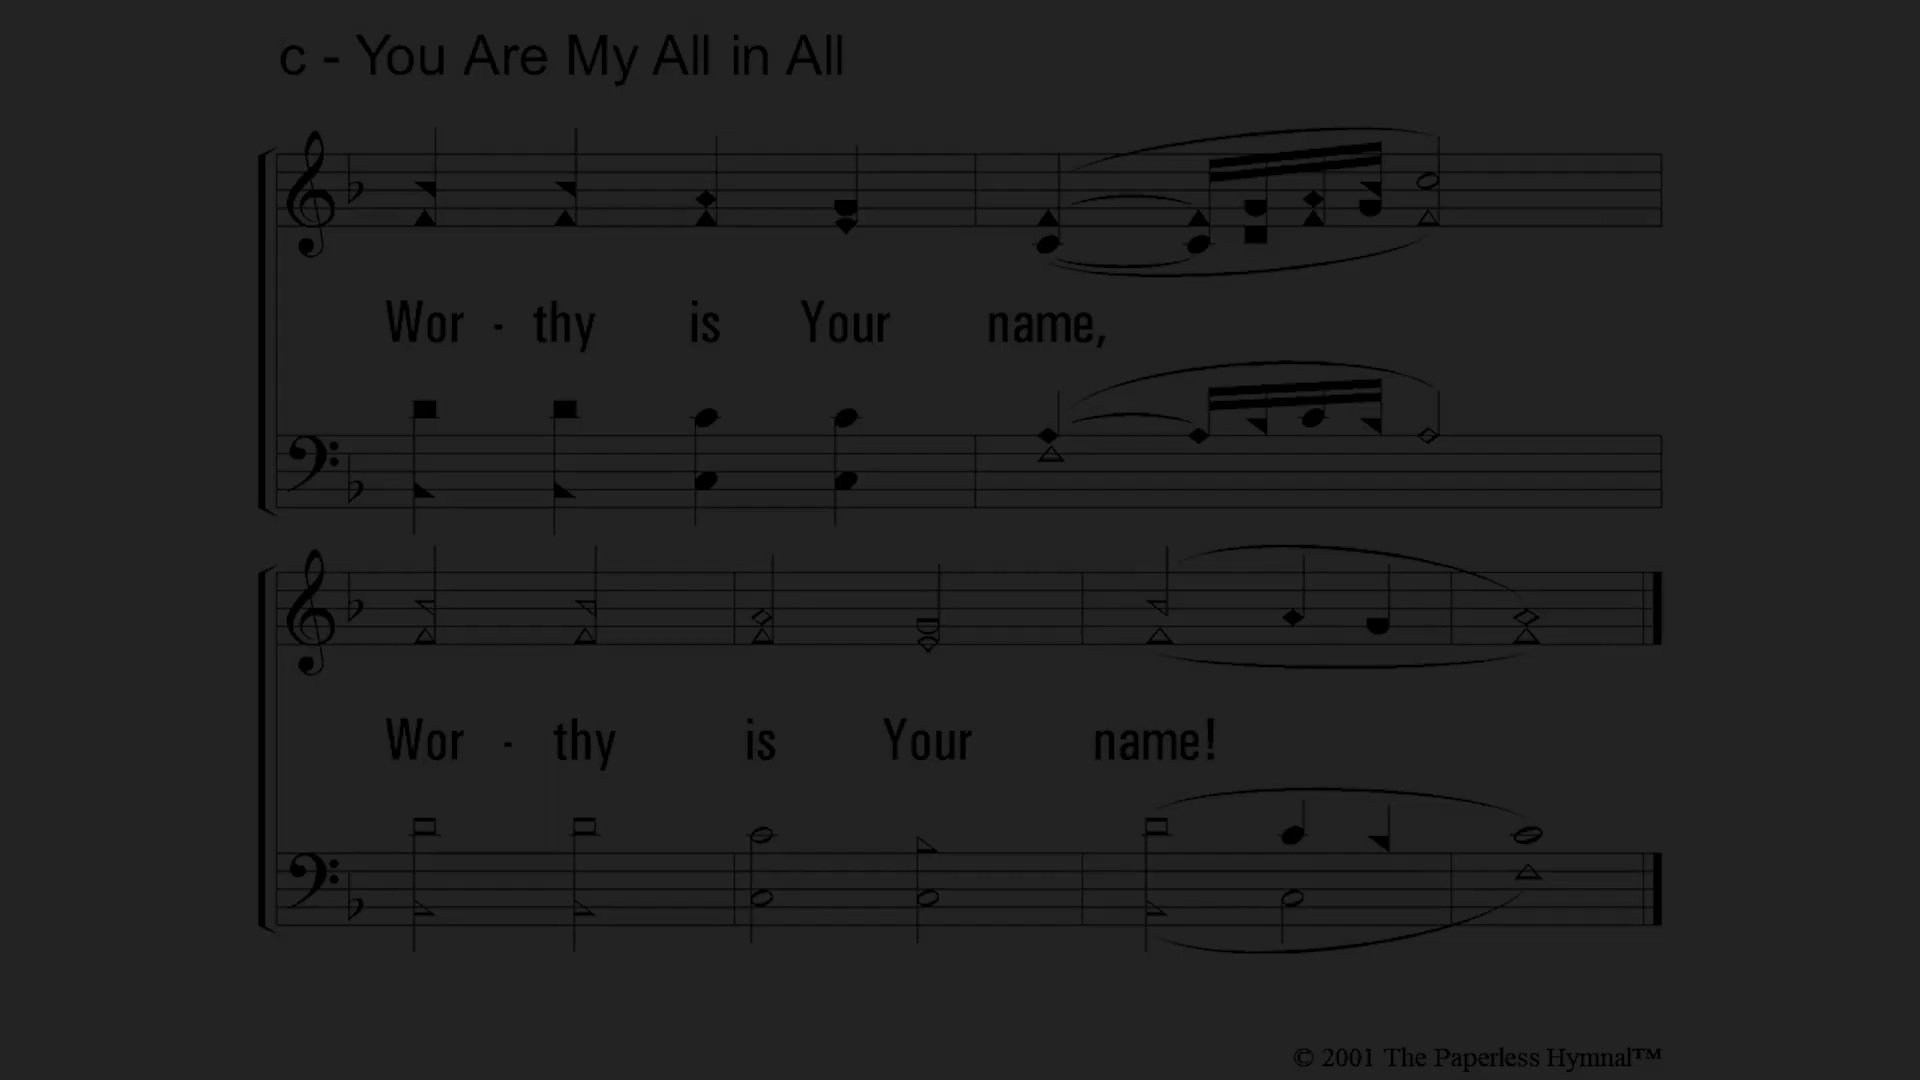 c - You Are My All in All
Wor - thy is Your name,
Wor - thy is Your name!
© 2001 The Paperless Hymnal™